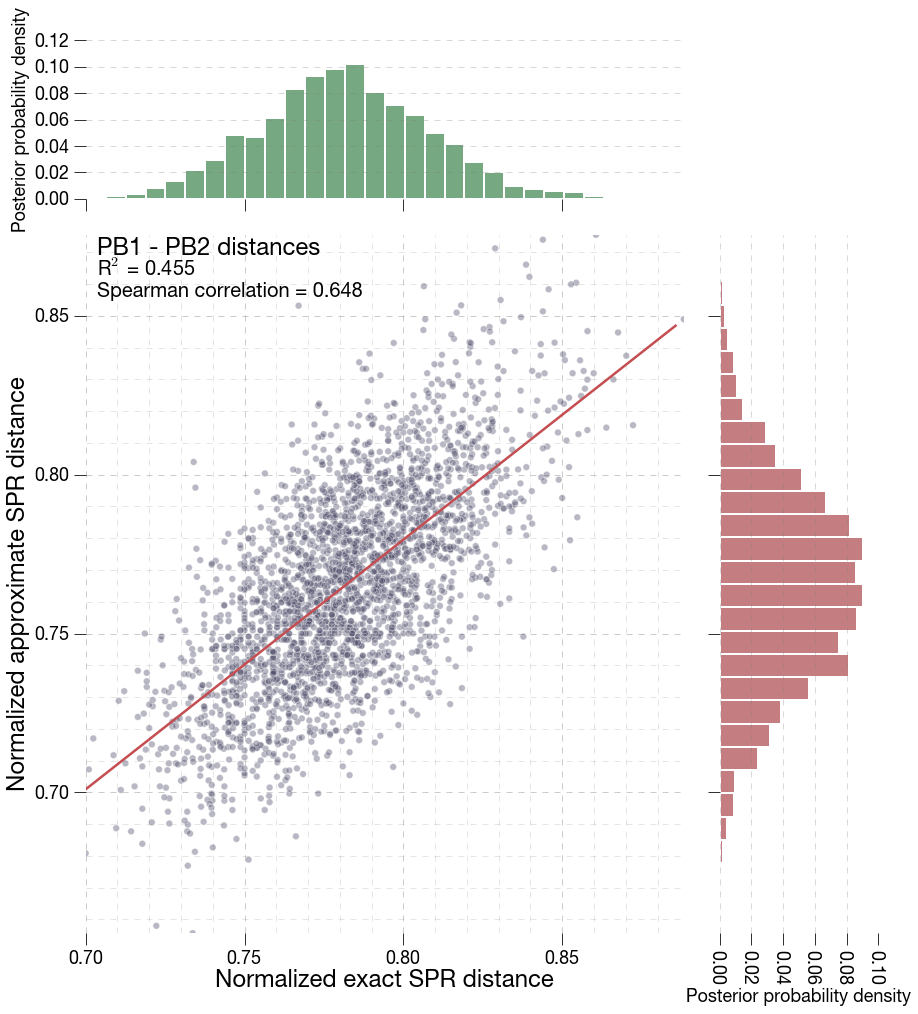 Posterior probability density
0.12
0.10
0.08
0.06
0.04
0.02
0.00
PB1 - PB2 distances
R² = 0.455
Spearman correlation = 0.648
Normalized approximate SPR distance
0.85
0.80
0.75
0.70
0.70 0.75 0.80 0.85
Normalized exact SPR distance
0.00 0.02 0.04 0.06 0.08 0.10
Posterior probability density